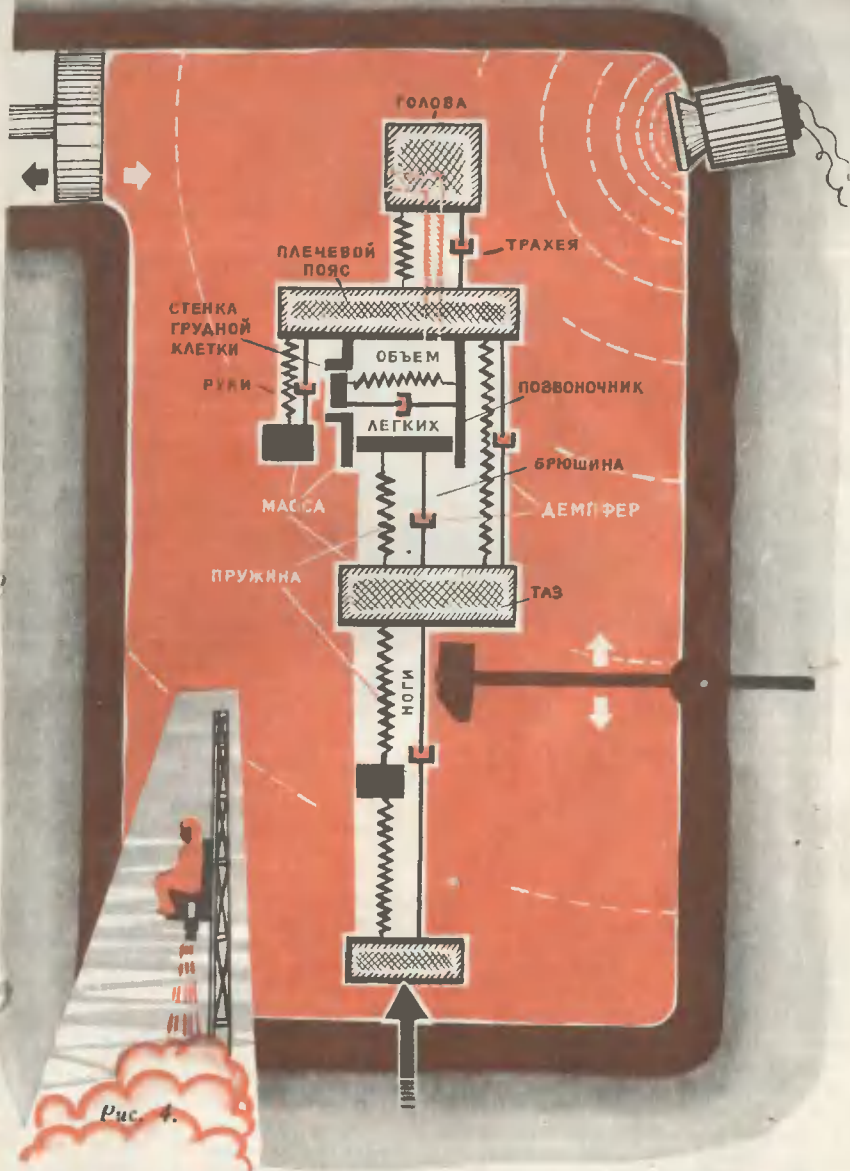 ГОЛОВА
ТРАХЕЯ
ПЛЕЧЕВОЙ
ПОЯС
СТЕНКА
ГРУДНОЙ
КЛЕТКИ
ОБЪЕМ
РУКИ
ПОЗВОНОЧНИК
ЛЕГКИХ
БРЮШИНА
МАССА
ДЕМПФЕР
ПРУЖИНА
ТАЗ
НОГИ
Рис. 4.